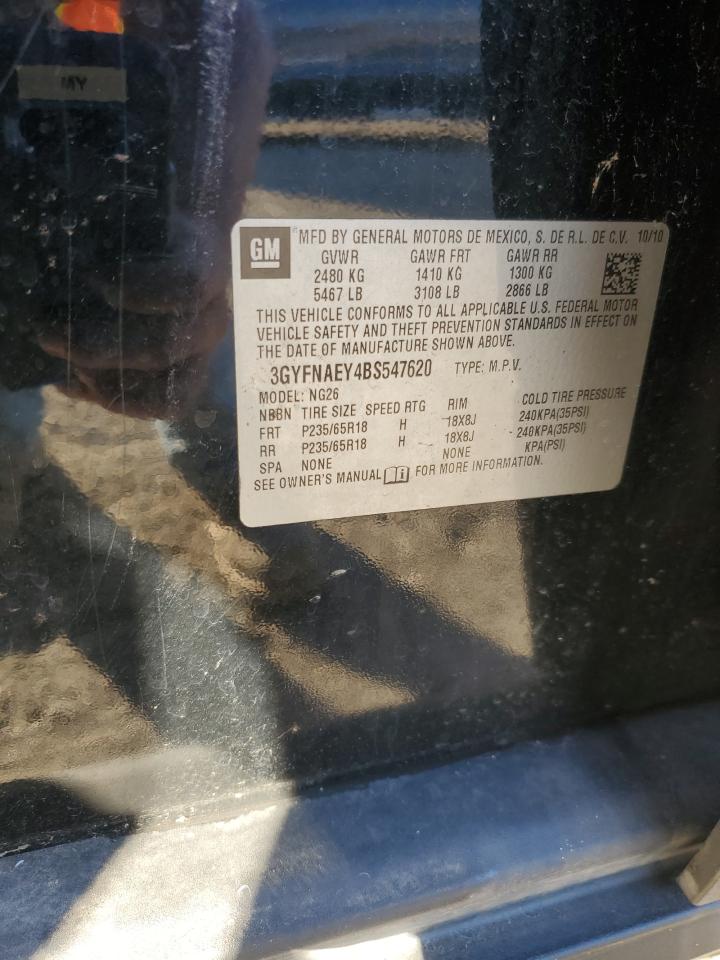 MY
GM ® MFD BY GENERAL MOTORS DE MEXICO, S. DE R.L. DE C.V. 10/10
GVWR GAWR FRT GAWR RR
2480 KG 1410 KG 1300 KG
5467 LB 3108 LB 2866 LB
THIS VEHICLE CONFORMS TO ALL APPLICABLE U.S. FEDERAL MOTOR
VEHICLE SAFETY AND THEFT PREVENTION STANDARDS IN EFFECT ON
THE DATE OF MANUFACTURE SHOWN ABOVE.
3GYFNAEY4BS547620 TYPE: M.P.V.
MODEL: NG26
NBBN TIRE SIZE SPEED RTG RIM COLD TIRE PRESSURE
FRT P235/65R18 H 18X8J 240KPA(35PSI)
RR P235/65R18 H 18X8J 240KPA(35PSI)
SPA NONE NONE KPA(PSI)
SEE OWNER'S MANUAL FOR MORE INFORMATION.